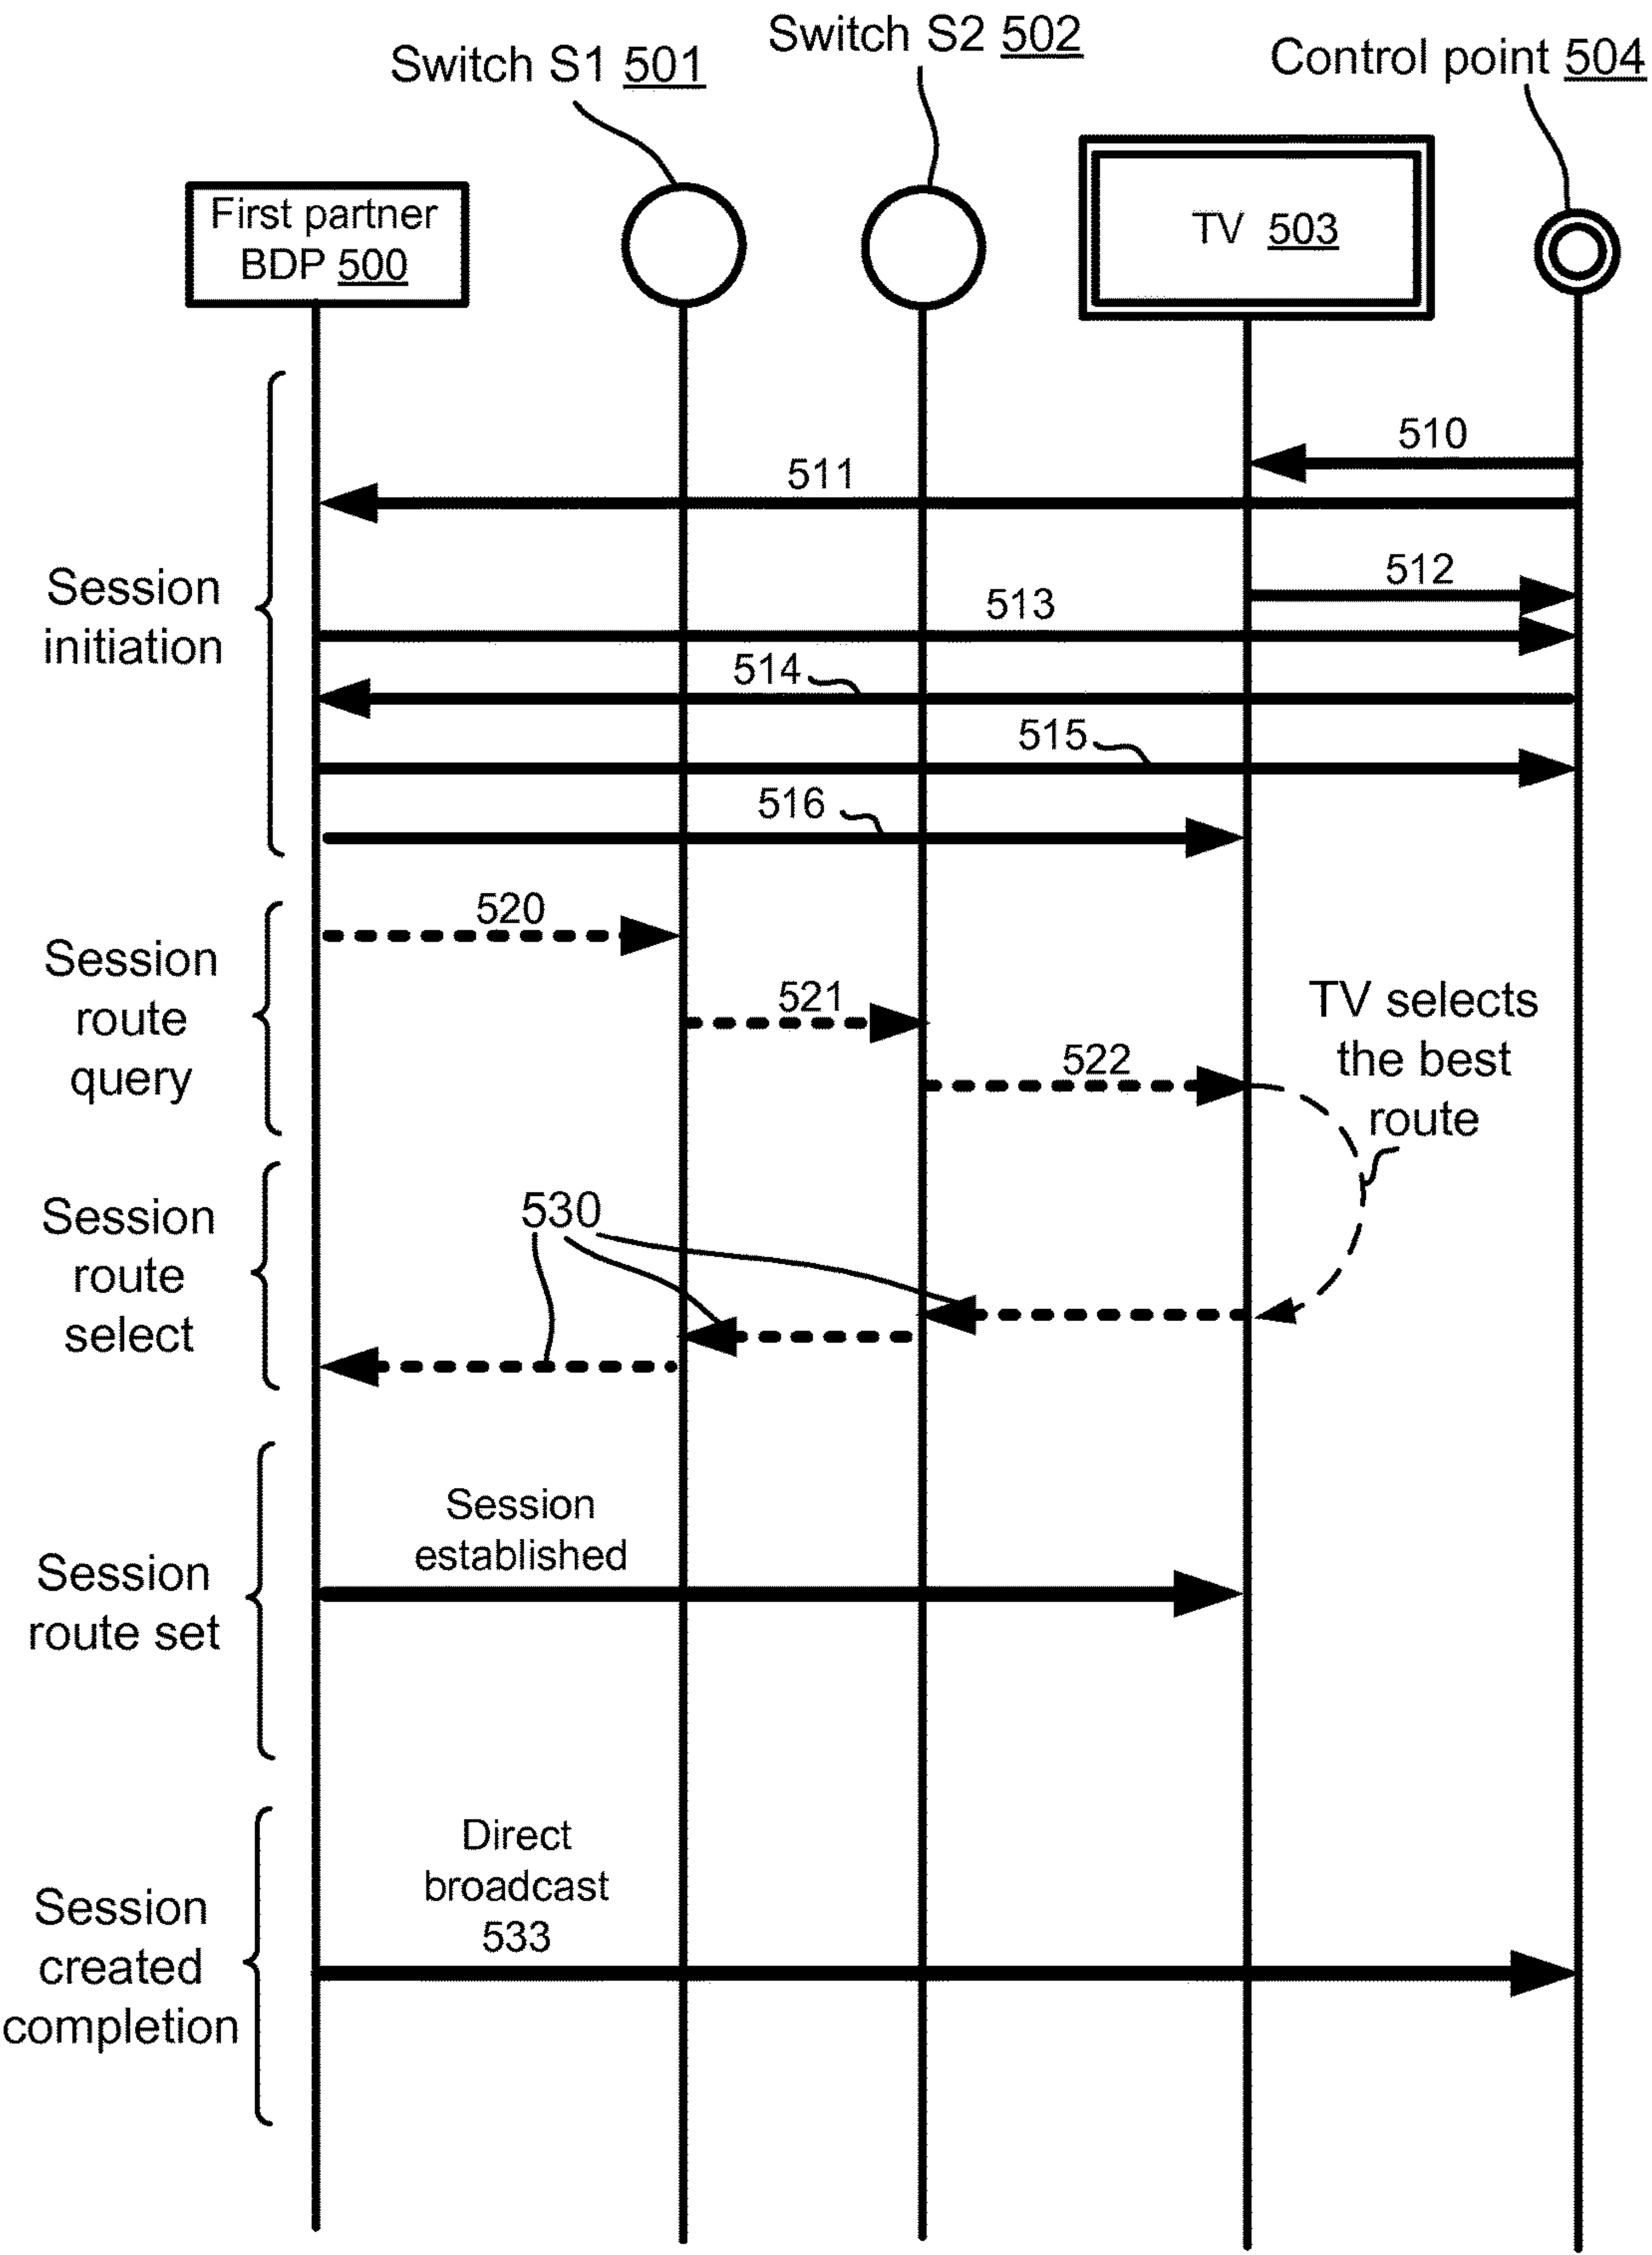 Switch S1 501
Switch S2 502
Control point 504
First partner
BDP 500
TV 503
Session
initiation
510
511
512
513
514
515
516
Session
route
query
520
521
522
TV selects
the best
route
Session
route
select
530
Session
route set
Session
established
Session
created
completion
Direct
broadcast
533